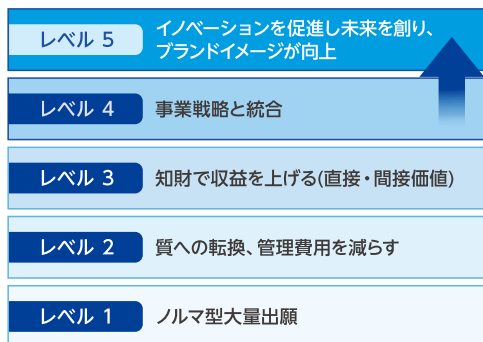 レベル 5
イノベーションを促進し未来を創り、
ブランドイメージが向上
レベル 4
事業戦略と統合
レベル 3
知財で収益を上げる(直接・間接価値)
レベル 2
質への転換、管理費用を減らす
レベル 1
ノルマ型大量出願